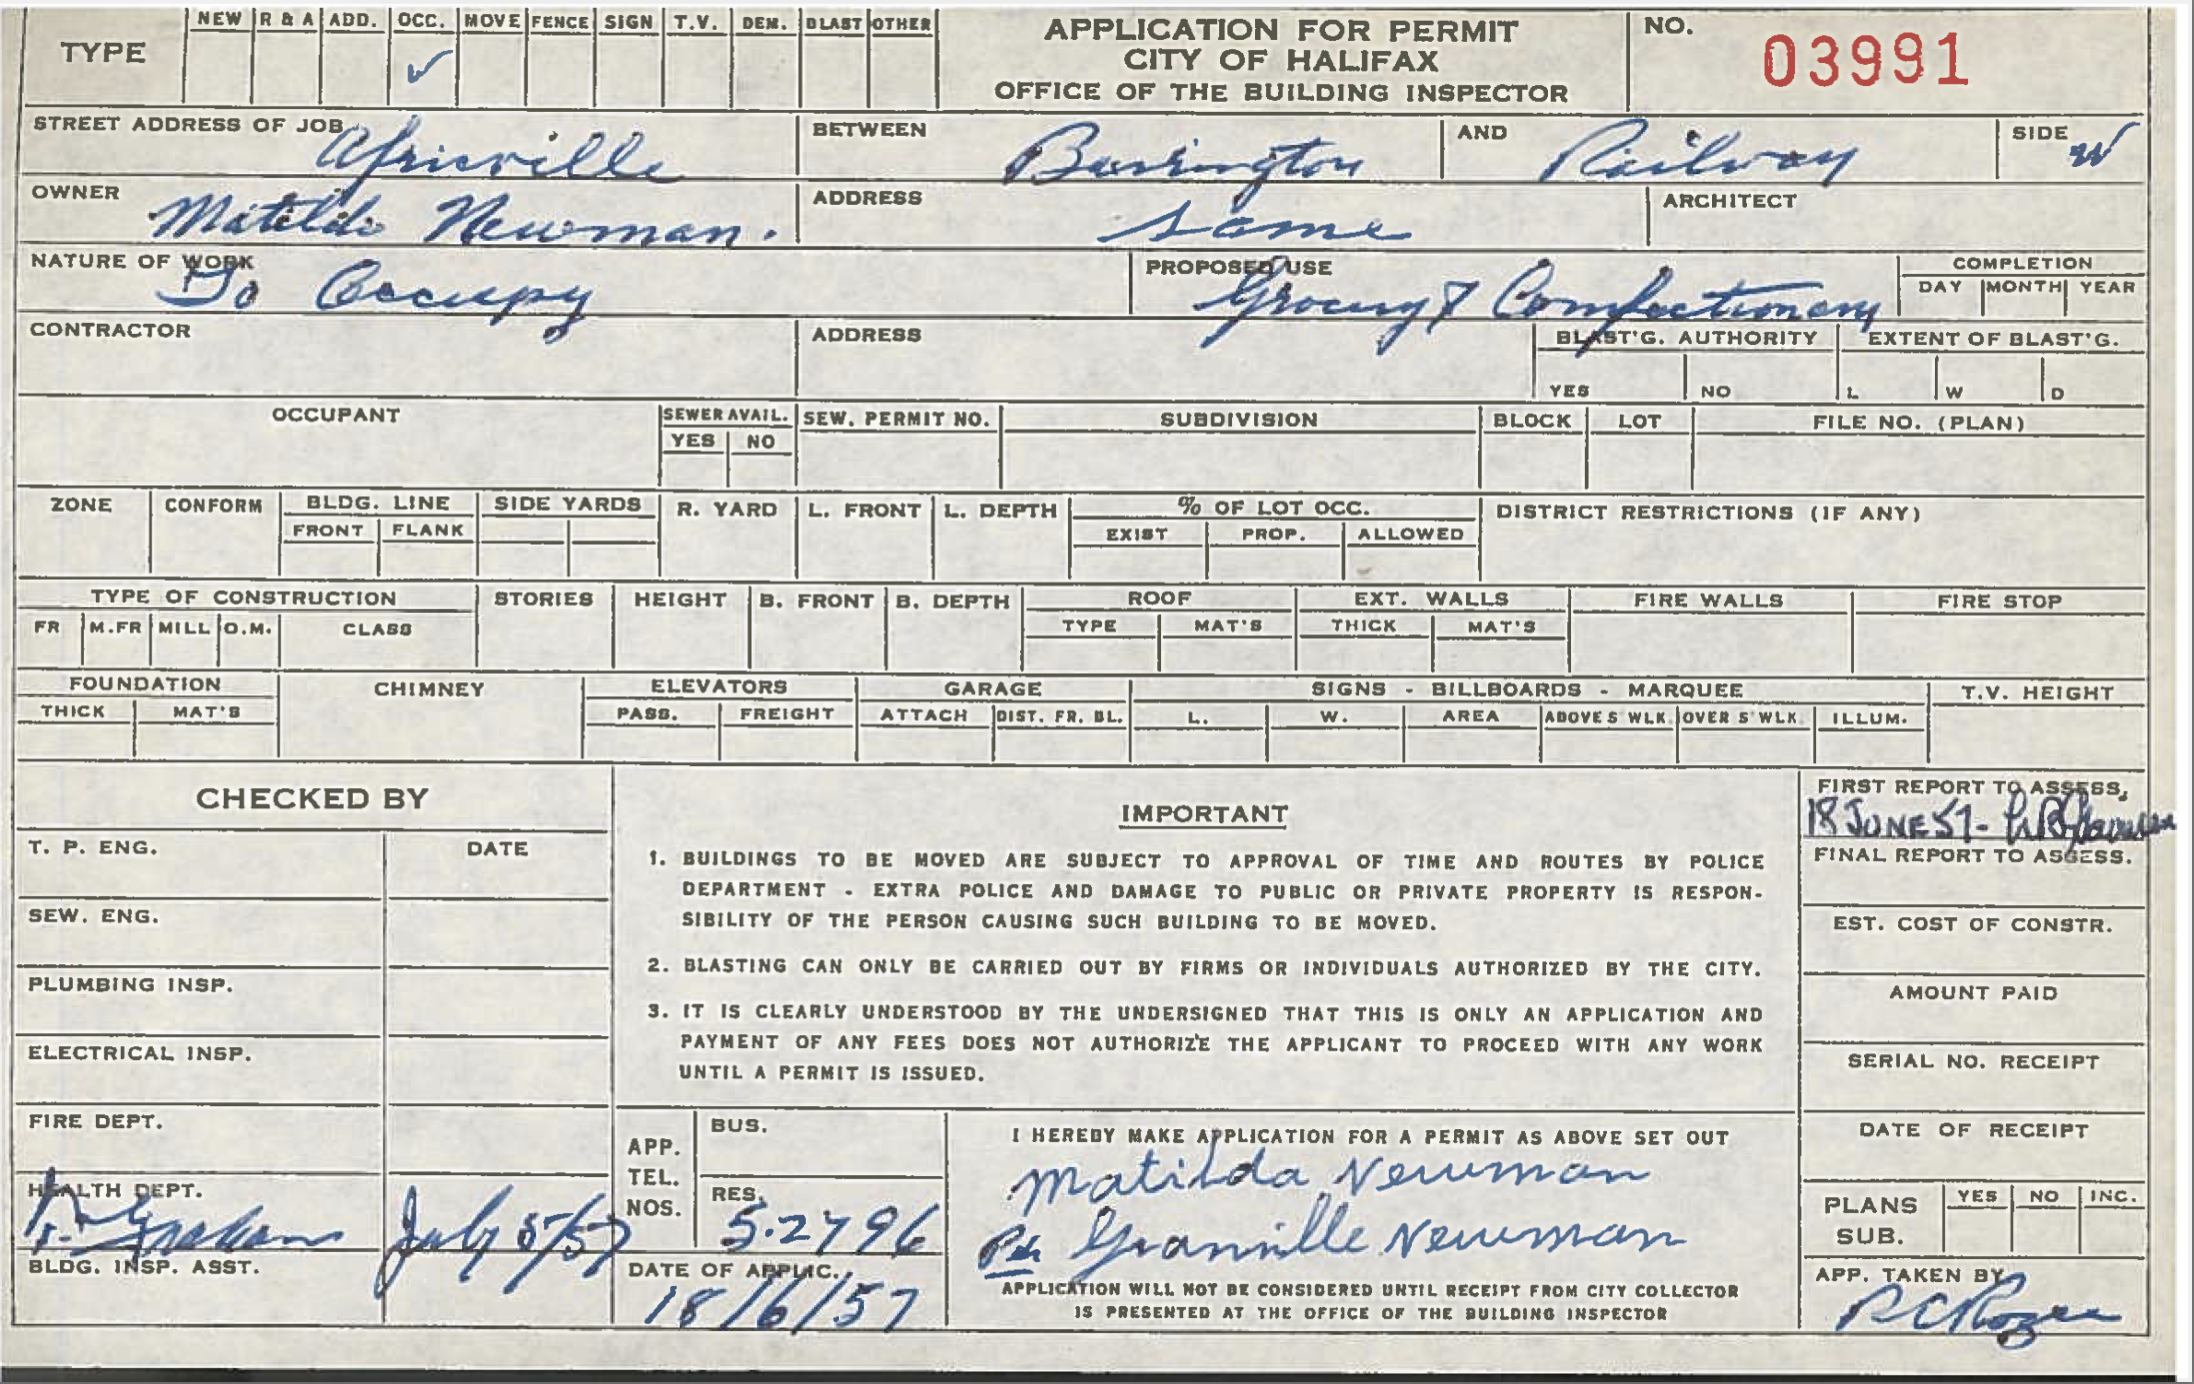 TYPE
NEW R & A ADD. OCC. MOVE FENCE SIGN T.V. DEM. BLAST OTHER
✓
APPLICATION FOR PERMIT
CITY OF HALIFAX
OFFICE OF THE BUILDING INSPECTOR
NO. 03991
STREET ADDRESS OF JOB Africville BETWEEN Barrington AND Railway SIDE W
OWNER Matilda Newman. ADDRESS same ARCHITECT
NATURE OF WORK To Occupy PROPOSED USE Grocery & Confectionary COMPLETION
DAY MONTH YEAR
CONTRACTOR ADDRESS BLAST'G. AUTHORITY EXTENT OF BLAST'G.
YES NO L W D
OCCUPANT SEWER AVAIL. SEW. PERMIT NO. SUBDIVISION BLOCK LOT FILE NO. (PLAN)
YES NO
ZONE CONFORM BLDG. LINE SIDE YARDS R. YARD L. FRONT L. DEPTH % OF LOT OCC. DISTRICT RESTRICTIONS (IF ANY)
FRONT FLANK EXIST PROP. ALLOWED
TYPE OF CONSTRUCTION STORIES HEIGHT B. FRONT B. DEPTH ROOF EXT. WALLS FIRE WALLS FIRE STOP
FR M.FR MILL O.M. CLASS TYPE MAT'S THICK MAT'S
FOUNDATION CHIMNEY ELEVATORS GARAGE SIGNS - BILLBOARDS - MARQUEE T.V. HEIGHT
THICK MAT'S PASS. FREIGHT ATTACH DIST. FR. BL. L. W. AREA ABOVE S'WLK. OVER S'WLK. ILLUM.
CHECKED BY
T. P. ENG. DATE
SEW. ENG.
PLUMBING INSP.
ELECTRICAL INSP.
FIRE DEPT.
HEALTH DEPT.
July 5/57
BLDG. INSP. ASST.
IMPORTANT
1. BUILDINGS TO BE MOVED ARE SUBJECT TO APPROVAL OF TIME AND ROUTES BY POLICE
DEPARTMENT - EXTRA POLICE AND DAMAGE TO PUBLIC OR PRIVATE PROPERTY IS RESPON-
SIBILITY OF THE PERSON CAUSING SUCH BUILDING TO BE MOVED.
2. BLASTING CAN ONLY BE CARRIED OUT BY FIRMS OR INDIVIDUALS AUTHORIZED BY THE CITY.
3. IT IS CLEARLY UNDERSTOOD BY THE UNDERSIGNED THAT THIS IS ONLY AN APPLICATION AND
PAYMENT OF ANY FEES DOES NOT AUTHORIZE THE APPLICANT TO PROCEED WITH ANY WORK
UNTIL A PERMIT IS ISSUED.
APP.
TEL.
NOS.
BUS.
RES.
5-2796
DATE OF APPLIC.
18/6/57
I HEREBY MAKE APPLICATION FOR A PERMIT AS ABOVE SET OUT
Matilda Newman
Per Granville Newman
APPLICATION WILL NOT BE CONSIDERED UNTIL RECEIPT FROM CITY COLLECTOR
IS PRESENTED AT THE OFFICE OF THE BUILDING INSPECTOR
FIRST REPORT TO ASSESS.
18 JUNE 57 -
FINAL REPORT TO ASSESS.
EST. COST OF CONSTR.
AMOUNT PAID
SERIAL NO. RECEIPT
DATE OF RECEIPT
PLANS
SUB.
YES NO INC.
APP. TAKEN BY